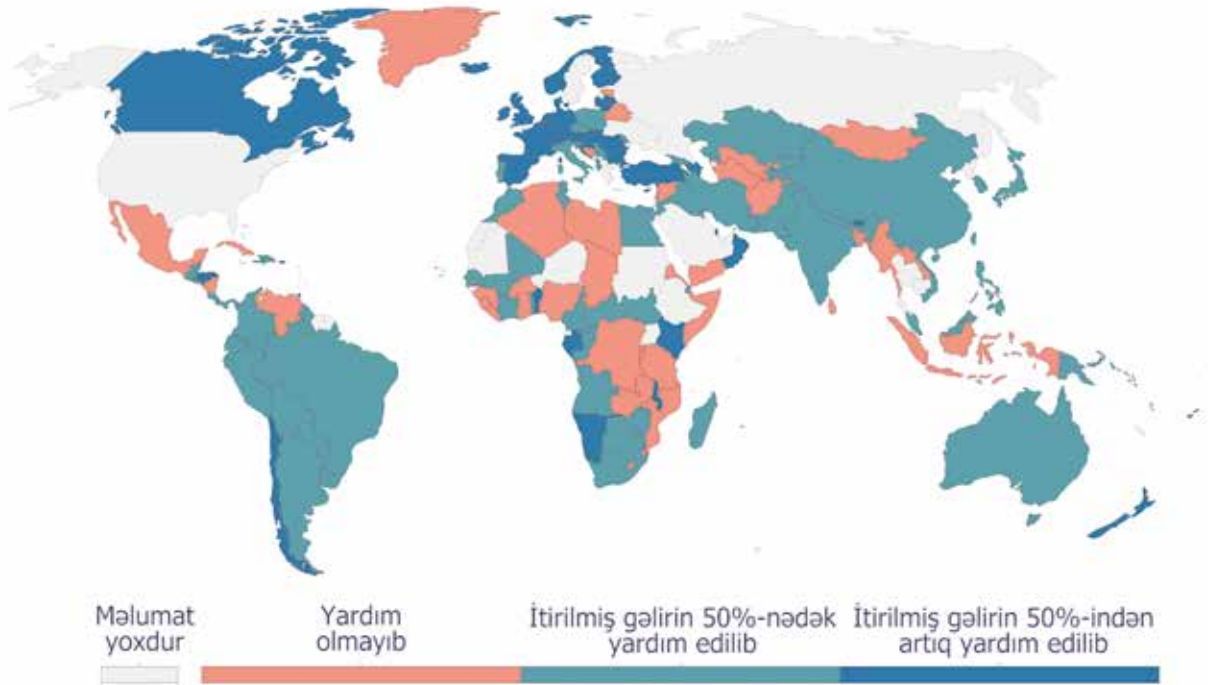 Məlumat
yoxdur
Yardım
olmayıb
İtirilmiş gəlirin 50%-nədək
yardım edilib
İtirilmiş gəlirin 50%-indən
artıq yardım edilib